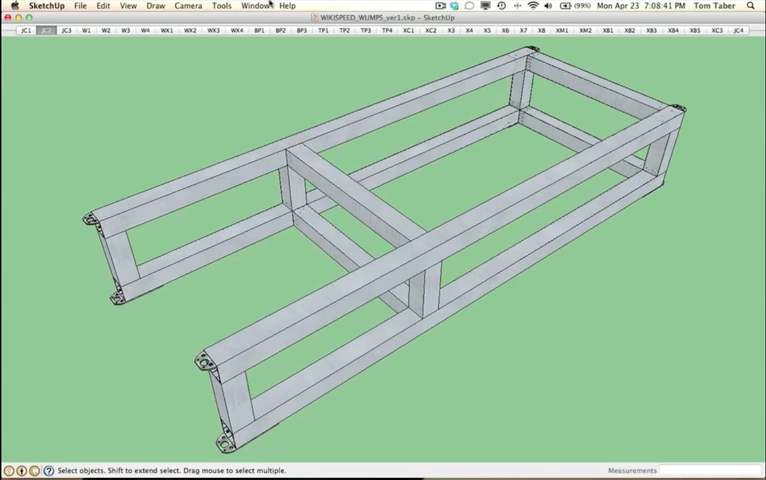 SketchUp File Edit View Draw Camera Tools Window Help (99%) Mon Apr 23 7:08:41 PM Tom Taber
WIKISPEED_WUMPS_ver1.skp - SketchUp
JC1 JC2 W1 W2 W3 W4 WX1 WX2 WX3 WX4 BP1 BP2 BP3 TP1 TP2 TP3 TP4 XC1 XC2 X3 X4 X5 X6 X7 X8 XM1 XM2 XB1 XB2 XB3 XB4 XB5 XC3 JC4
Select objects. Shift to extend select. Drag mouse to select multiple. Measurements